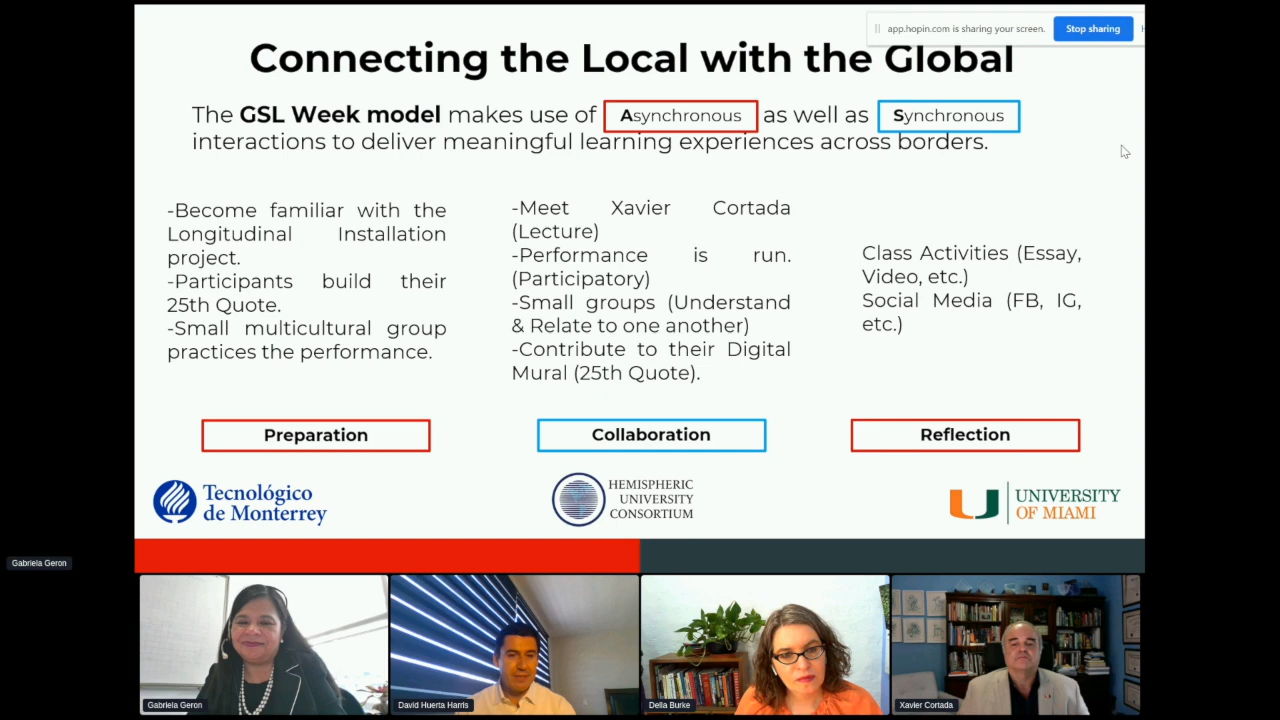 app.hopin.com is sharing your screen.
Stop sharing
Connecting the Local with the Global
The GSL Week model makes use of Asynchronous as well as Synchronous
interactions to deliver meaningful learning experiences across borders.
-Become familiar with the
Longitudinal Installation
project.
-Participants build their
25th Quote.
-Small multicultural group
practices the performance.
-Meet Xavier Cortada
(Lecture)
-Performance is run.
(Participatory)
-Small groups (Understand
& Relate to one another)
-Contribute to their Digital
Mural (25th Quote).
Class Activities (Essay,
Video, etc.)
Social Media (FB, IG,
etc.)
Preparation
Collaboration
Reflection
Tecnológico
de Monterrey
HEMISPHERIC
UNIVERSITY
CONSORTIUM
UNIVERSITY
OF MIAMI
Gabriela Geron
Gabriela Geron
David Huerta Harris
Della Burke
Xavier Cortada